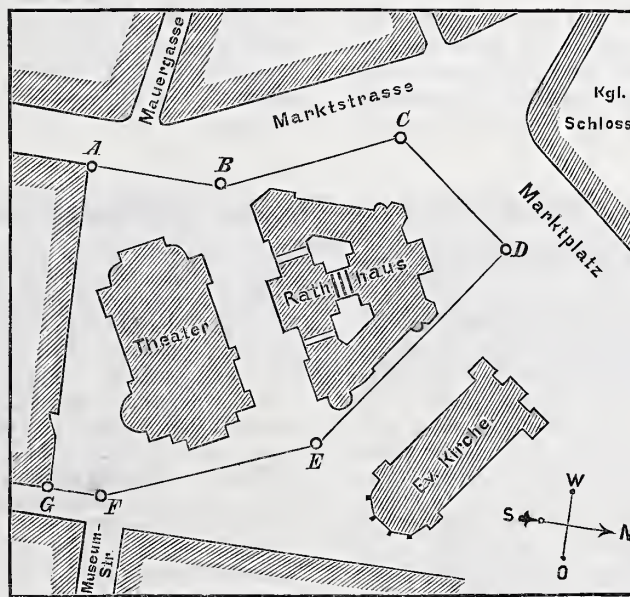 Mauergasse
Marktstrasse
Kgl.
Schloss
Marktplatz
A
B
C
D
Theater
Rathhaus
E
Ev. Kirche.
G
F
Museum-
Str.
W
S
N
O